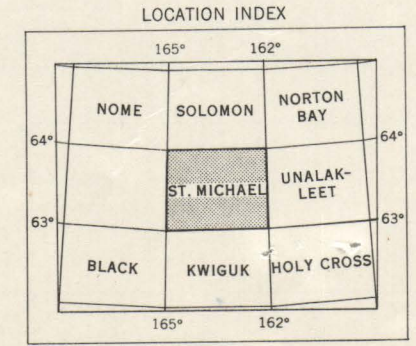 LOCATION INDEX
165° 162°
NOME SOLOMON NORTON
BAY
64° 64°
ST. MICHAEL UNALAK-
LEET
63° 63°
BLACK KWIGUK HOLY CROSS
165° 162°